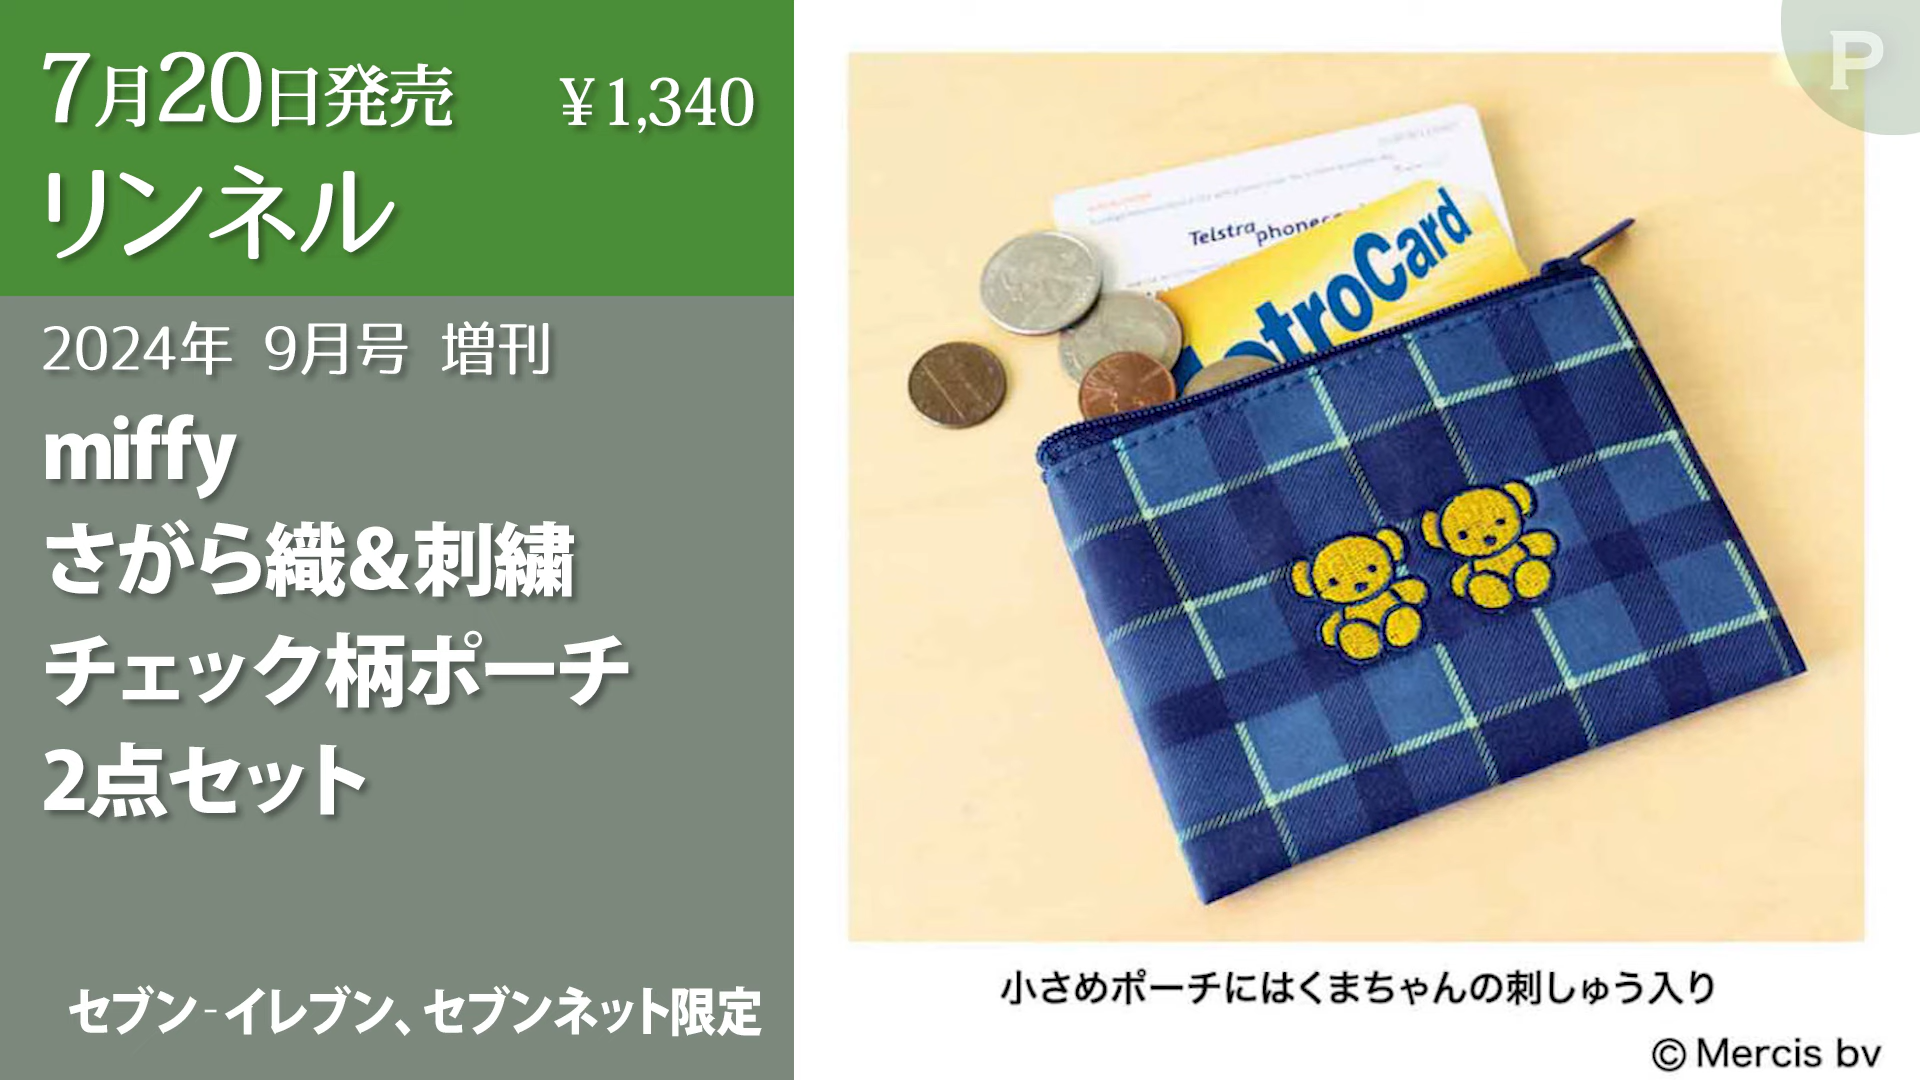 7月20日発売 ¥1,340
リンネル
2024年 9月号 増刊
miffy
さがら織&刺繍
チェック柄ポーチ
2点セット
セブン-イレブン、セブンネット限定
P
Telstra phonec
etroCard
小さめポーチにはくまちゃんの刺しゅう入り
© Mercis bv